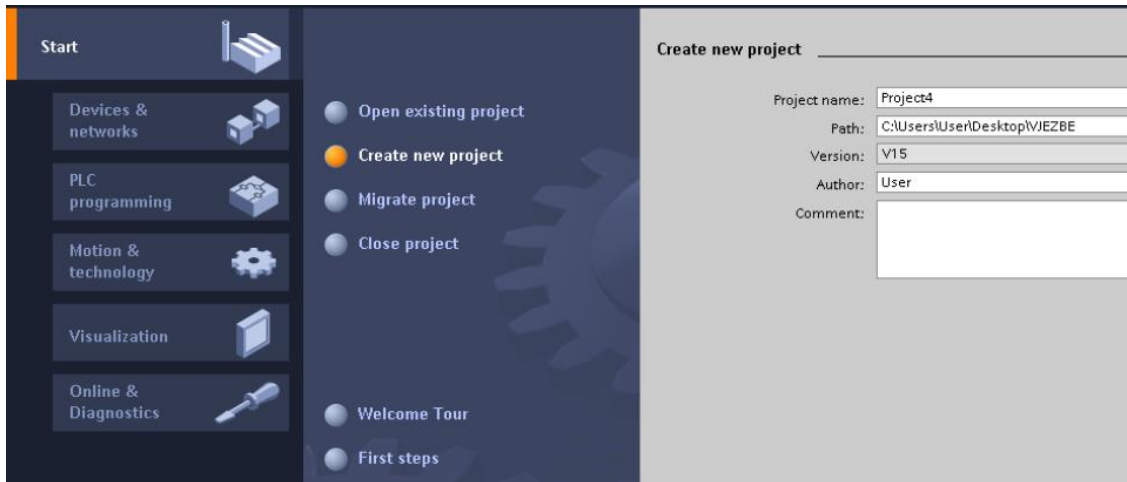 Start
Devices &
networks
PLC
programming
Motion &
technology
Visualization
Online &
Diagnostics
Open existing project
Create new project
Migrate project
Close project
Welcome Tour
First steps
Create new project
Project name: Project4
Path: C:\Users\User\Desktop\VJEZBE
Version: V15
Author: User
Comment: